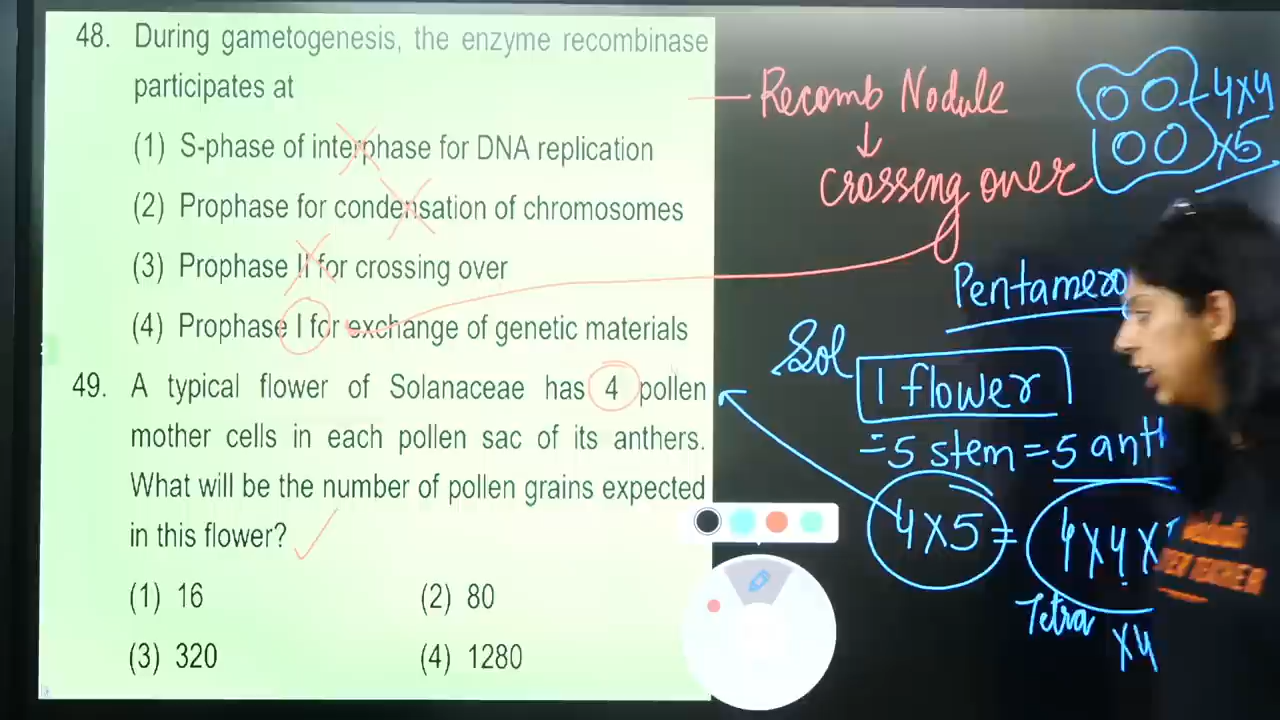 48. During gametogenesis, the enzyme recombinase
participates at
(1) S-phase of interphase for DNA replication
(2) Prophase for condensation of chromosomes
(3) Prophase II for crossing over
(4) Prophase I for exchange of genetic materials
49. A typical flower of Solanaceae has 4 pollen
mother cells in each pollen sac of its anthers.
What will be the number of pollen grains expected
in this flower?
(1) 16 (2) 80
(3) 320 (4) 1280
Recomb Nodule
↓
Crosseng over
4x4
x5
Pentamero
Sol
1 flower
=5 stem=5 anth
4x5= 4x4x
Tetra
x4